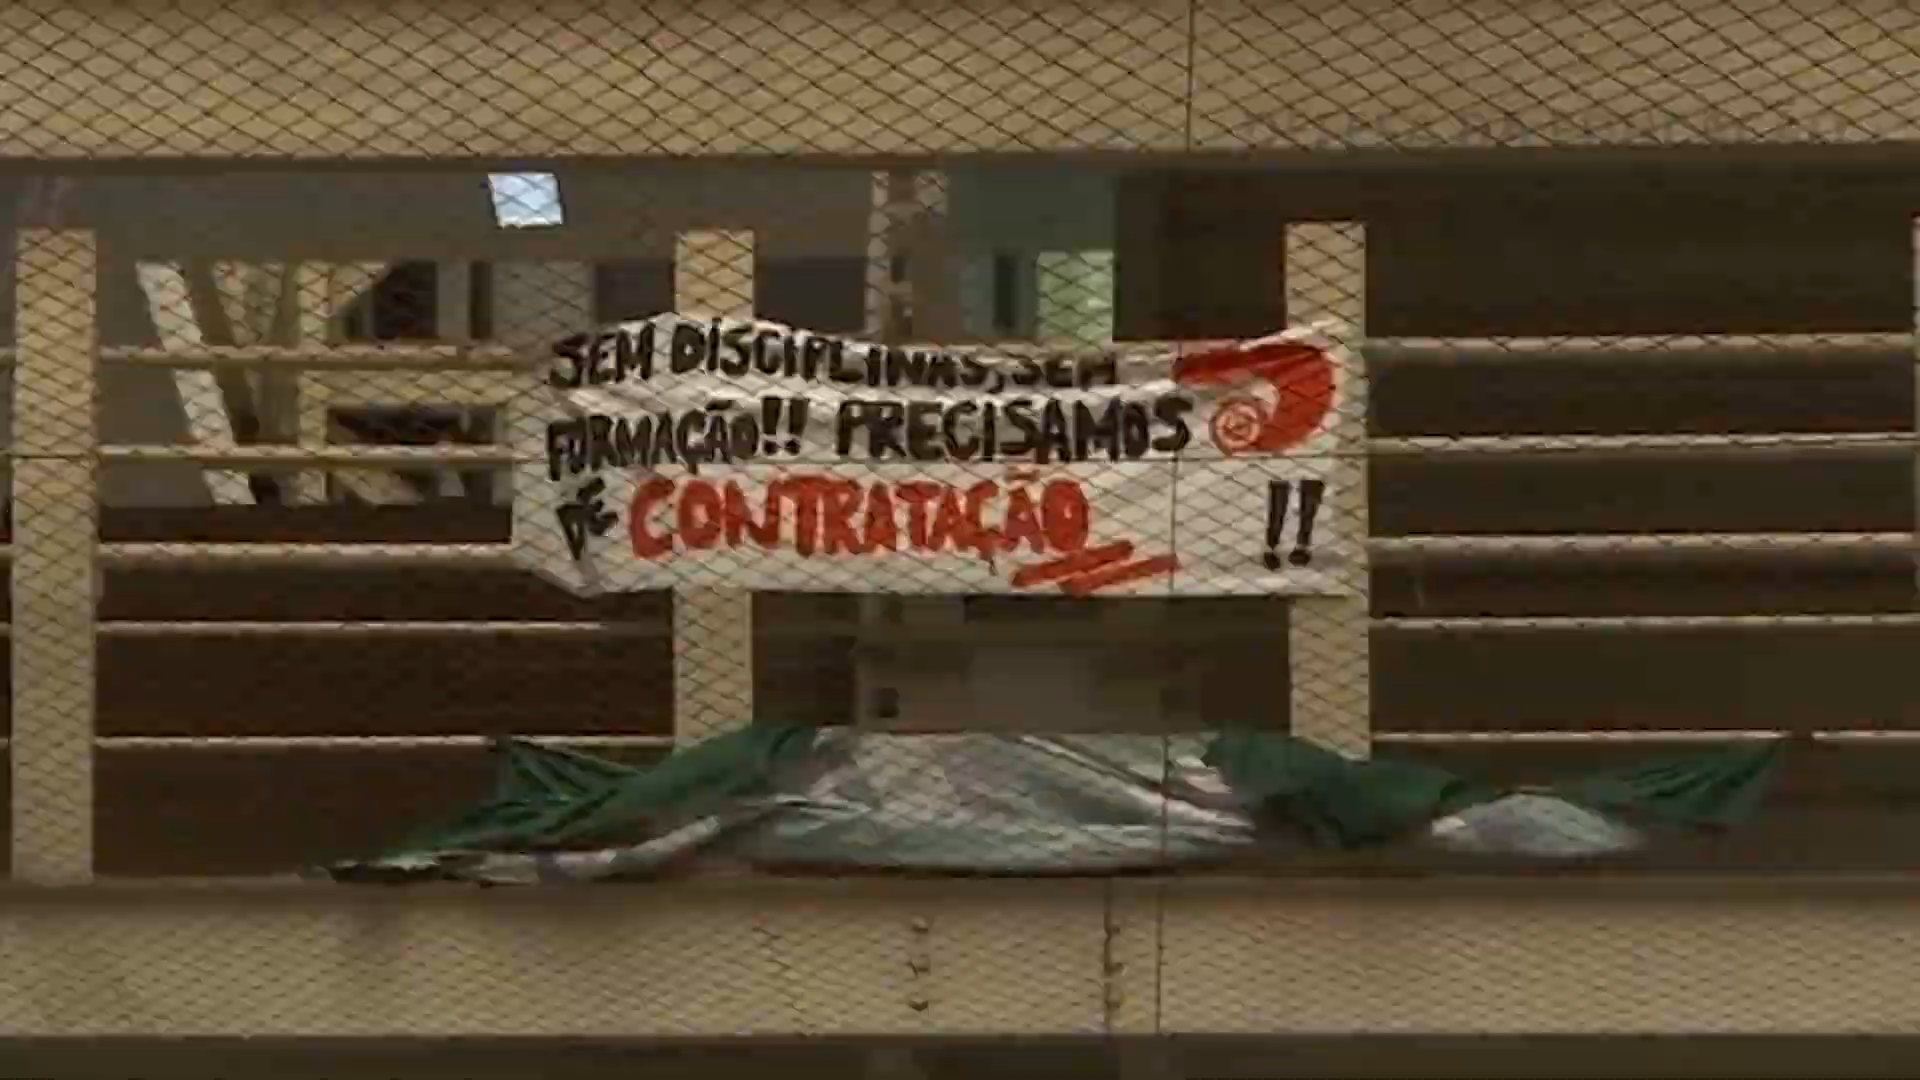 SEM DISCIPLINAS, SEM
FORMAÇÃO!! PRECISAMOS
DE CONTRATAÇÃO !!